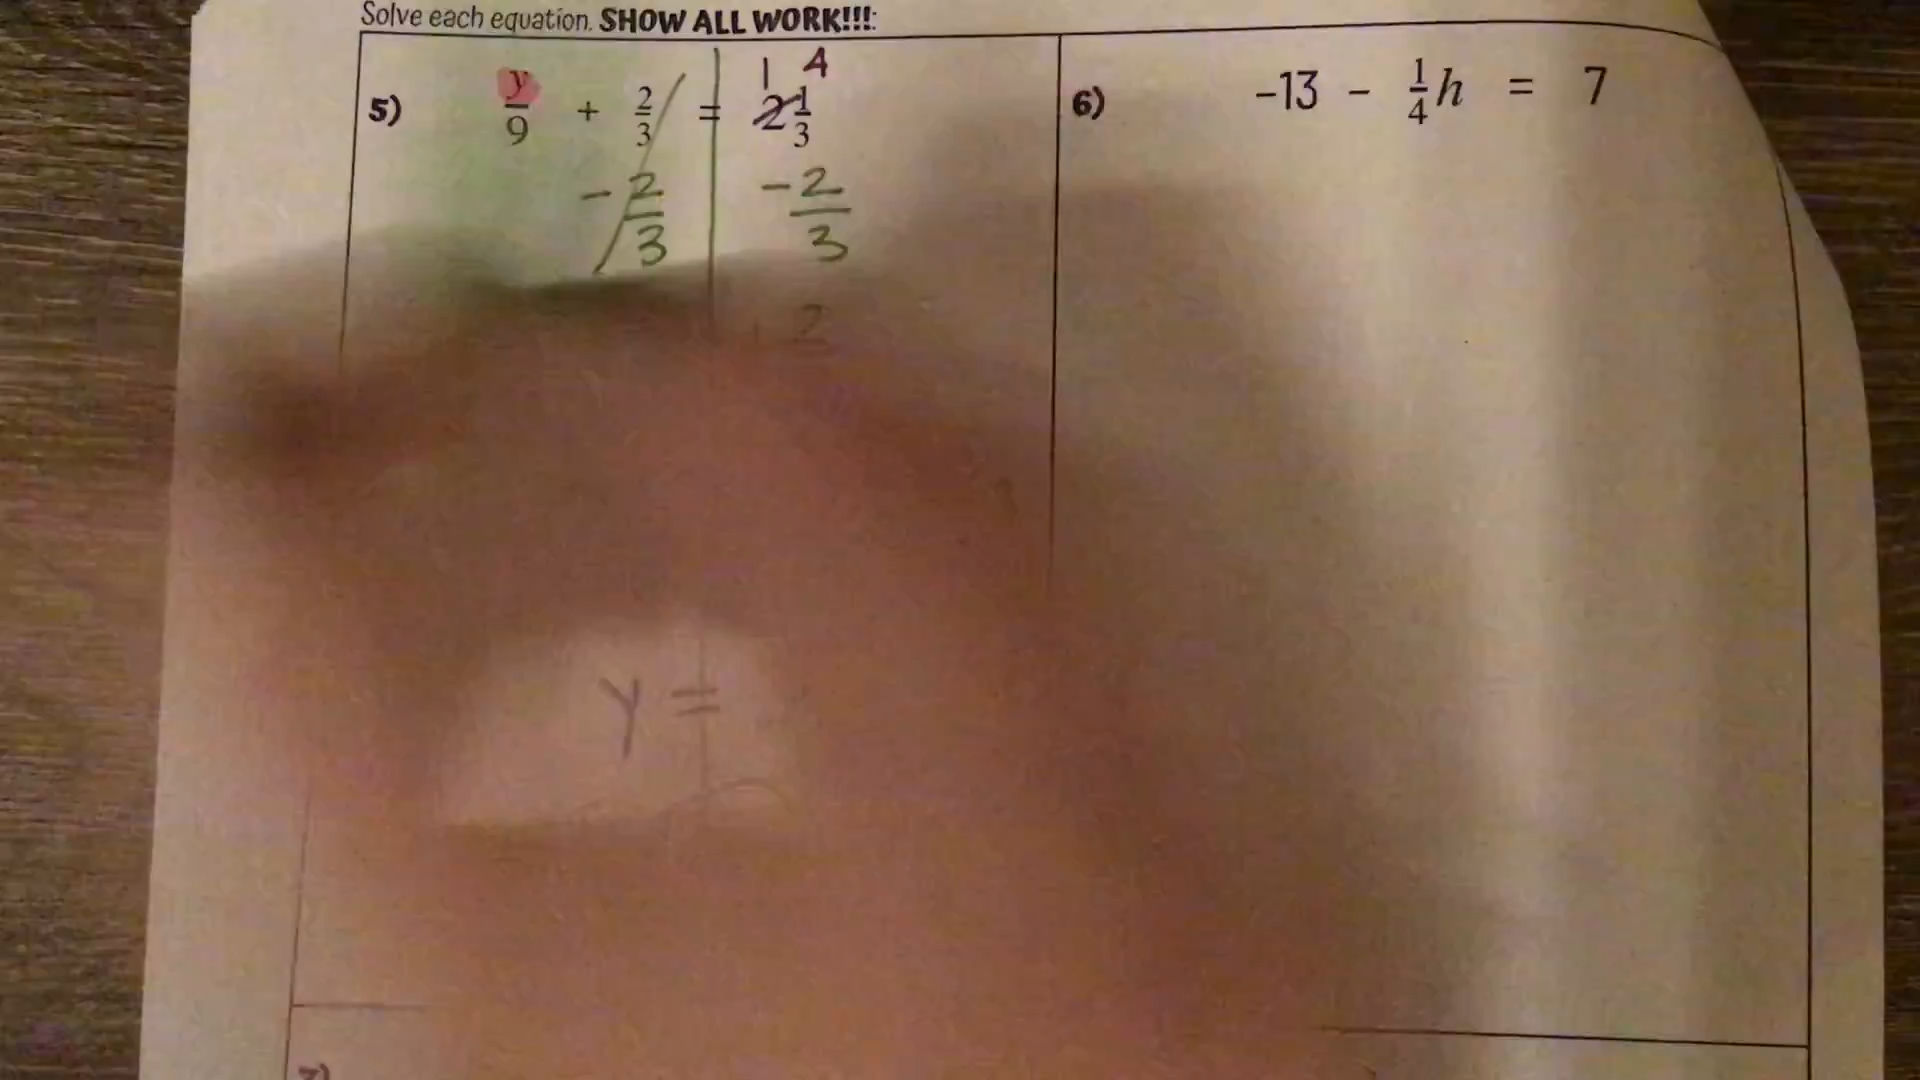 Solve each equation. SHOW ALL WORK!!!:
1 4
5) y/9 + 2/3 = 2 1/3
- 2/3 - 2/3
2
y =
6) -13 - 1/4 h = 7
7)